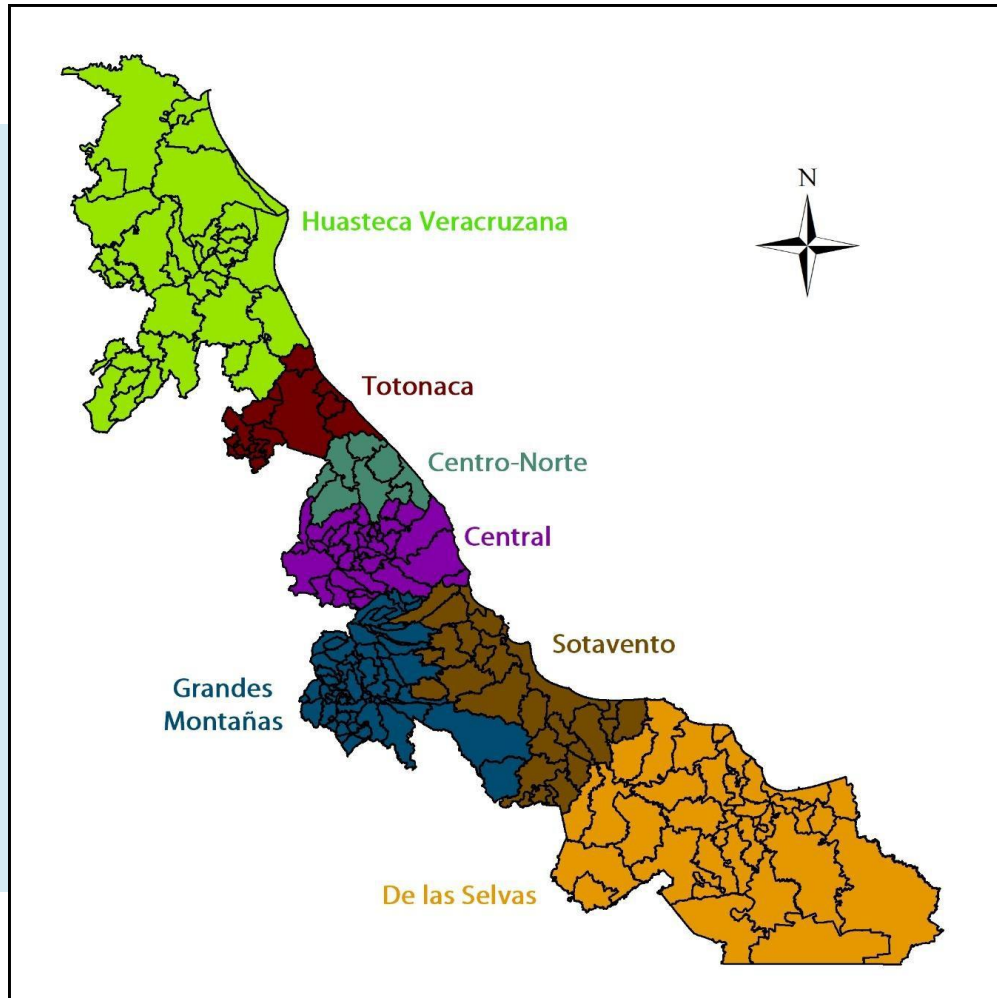 N
Huasteca Veracruzana
Totonaca
Centro-Norte
Central
Sotavento
Grandes
Montañas
De las Selvas